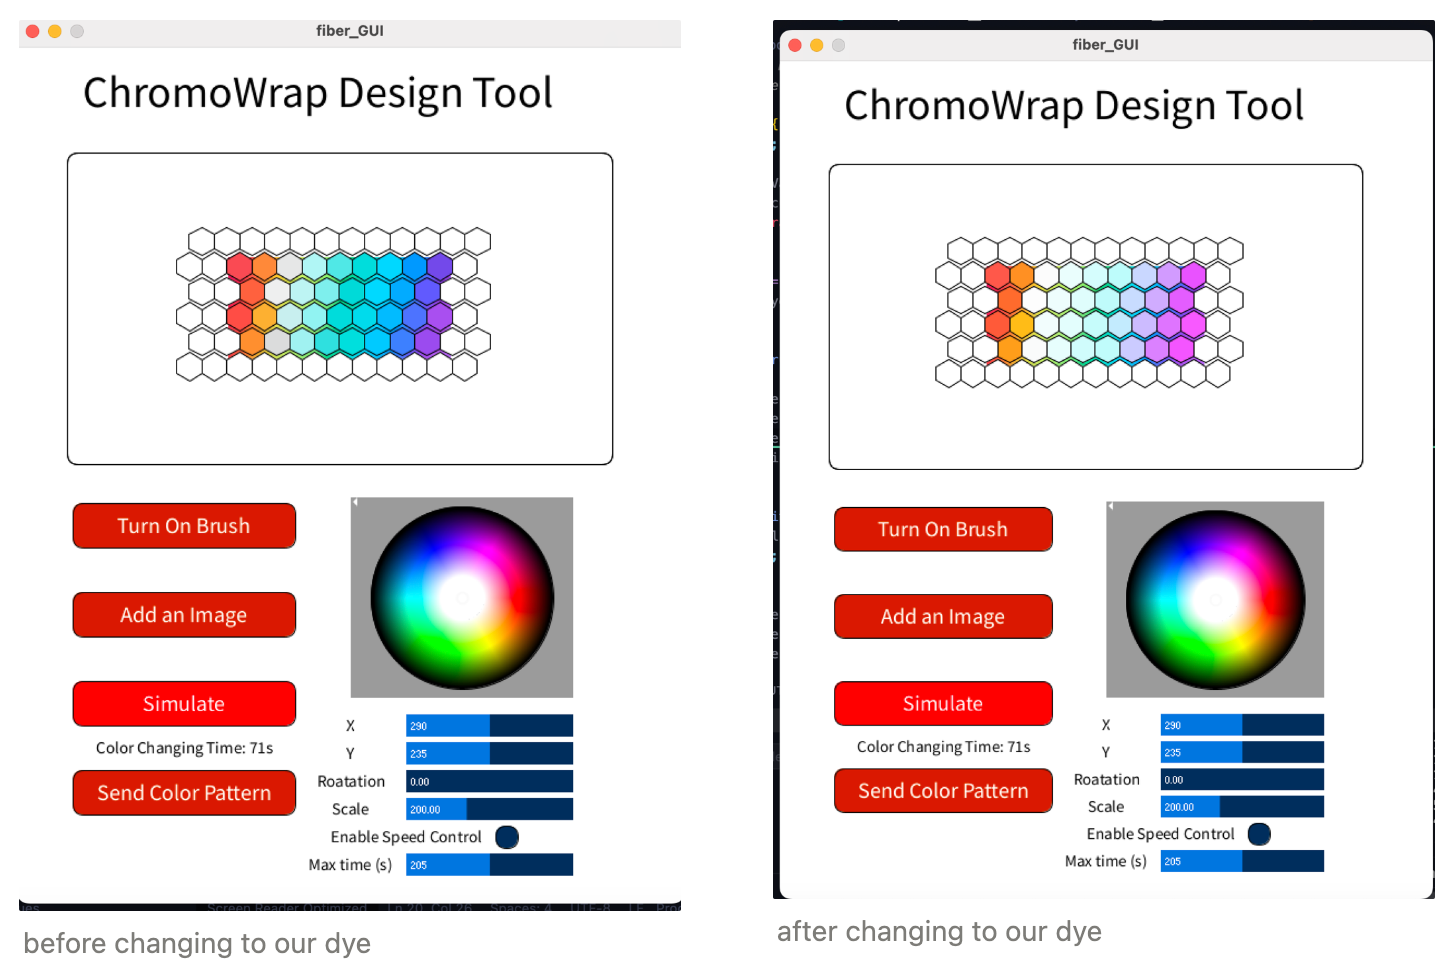 fiber_GUI
ChromoWrap Design Tool
Turn On Brush
Add an Image
Simulate
Color Changing Time: 71s
Send Color Pattern
X
290
Y
235
Roatation
0.00
Scale
200.00
Enable Speed Control
Max time (s)
205
before changing to our dye
fiber_GUI
ChromoWrap Design Tool
Turn On Brush
Add an Image
Simulate
Color Changing Time: 71s
Send Color Pattern
X
290
Y
235
Roatation
0.00
Scale
200.00
Enable Speed Control
Max time (s)
205
after changing to our dye